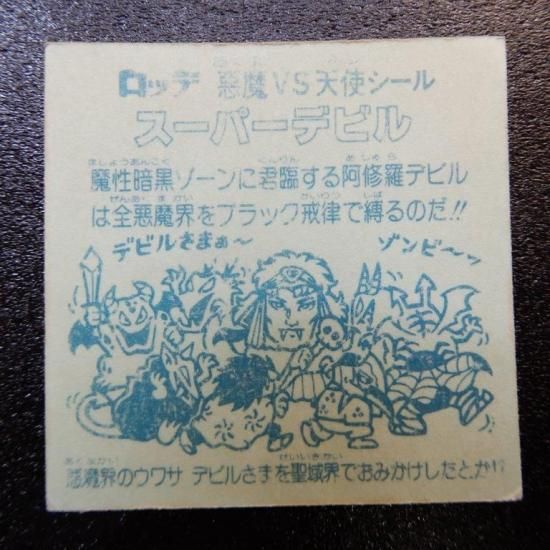 ロッテ 悪魔VS天使シール
スーパーデビル
魔性暗黒ゾーンに君臨する阿修羅デビル
は全悪魔界をブラック戒律で縛るのだ!!
デビルさまぁ〜
ゾンビ〜ッ
悪魔界のウワサ デビルさまを聖域界でおみかけしたとか!?